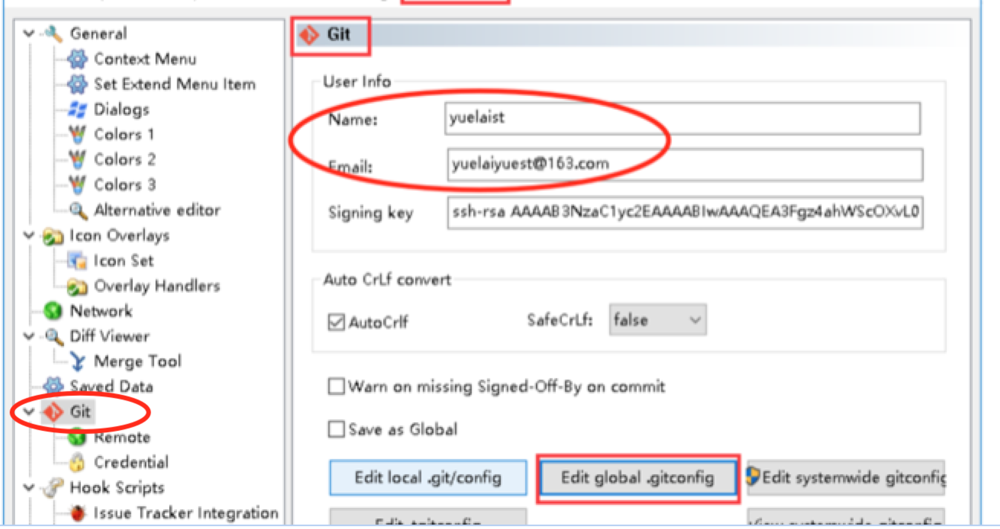 General
Context Menu
Set Extend Menu Item
Dialogs
Colors 1
Colors 2
Colors 3
Alternative editor
Icon Overlays
Icon Set
Overlay Handlers
Network
Diff Viewer
Merge Tool
Saved Data
Git
Remote
Credential
Hook Scripts
Issue Tracker Integration
Git
User Info
Name: yuelaist
Email: yuelaiyuest@163.com
Signing key ssh-rsa AAAAB3NzaC1yc2EAAAABIwAAAQEA3Fgz4ahWScOXvL0
Auto CrLf convert
AutoCrlf SafeCrLf: false
Warn on missing Signed-Off-By on commit
Save as Global
Edit local .git/config Edit global .gitconfig Edit systemwide gitconfig